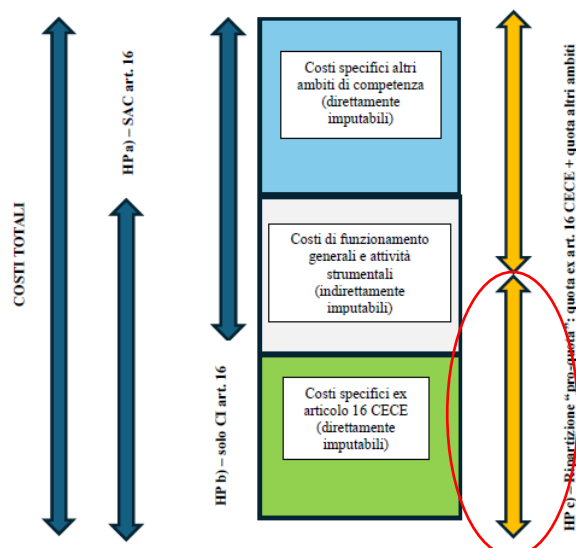 COSTI TOTALI
HP a) – SAC art. 16
HP b) – solo CI art. 16
Costi specifici altri
ambiti di competenza
(direttamente
imputabili)
Costi di funzionamento
generali e attività
strumentali
(indirettamente
imputabili)
Costi specifici ex
articolo 16 CECE
(direttamente
imputabili)
HP c) – Ripartizione “pro-quota”: quota ex art. 16 CECE + quota altri ambiti